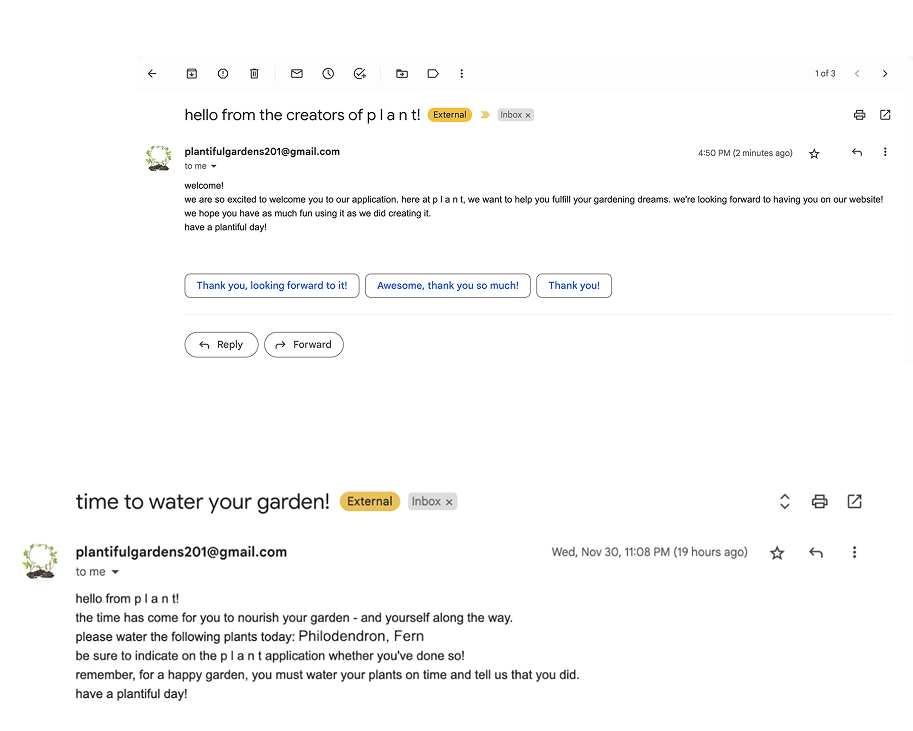 1 of 3
hello from the creators of p l a n t! External Inbox ×
plantifulgardens201@gmail.com 4:50 PM (2 minutes ago)
to me
welcome!
we are so excited to welcome you to our application. here at p l a n t, we want to help you fulfill your gardening dreams. we're looking forward to having you on our website!
we hope you have as much fun using it as we did creating it.
have a plantiful day!
Thank you, looking forward to it! Awesome, thank you so much! Thank you!
Reply Forward
time to water your garden! External Inbox ×
plantifulgardens201@gmail.com Wed, Nov 30, 11:08 PM (19 hours ago)
to me
hello from p l a n t!
the time has come for you to nourish your garden - and yourself along the way.
please water the following plants today: Philodendron, Fern
be sure to indicate on the p l a n t application whether you've done so!
remember, for a happy garden, you must water your plants on time and tell us that you did.
have a plantiful day!